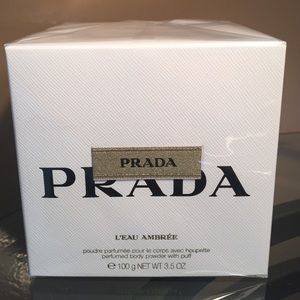 PRADA
PRADA
L'EAU AMBRÉE
poudre parfumée pour le corps avec houpette
perfumed body powder with puff
e 100 g NET WT 3.5 OZ